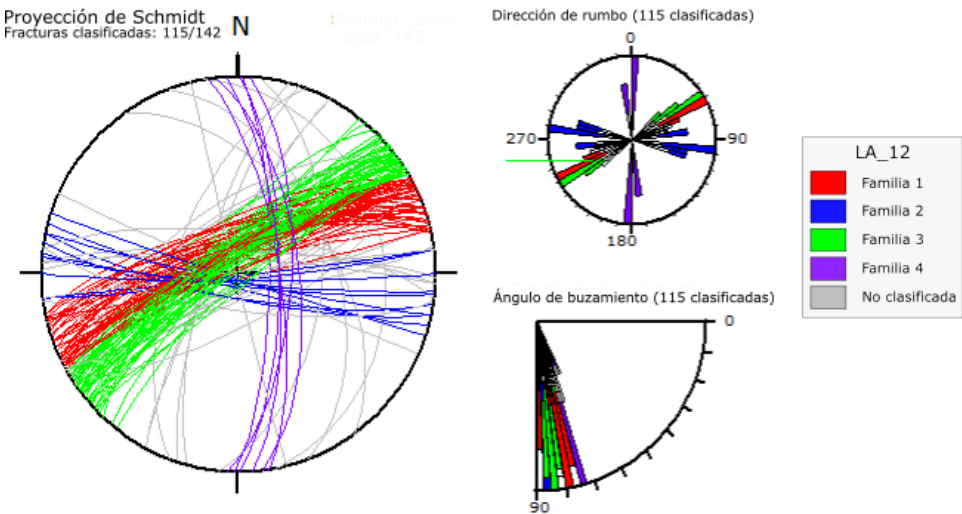 Proyección de Schmidt
Fracturas clasificadas: 115/142
N
Schmidt Lower
data: 142
Dirección de rumbo (115 clasificadas)
0
270
90
180
Ángulo de buzamiento (115 clasificadas)
0
90
LA_12
Familia 1
Familia 2
Familia 3
Familia 4
No clasificada